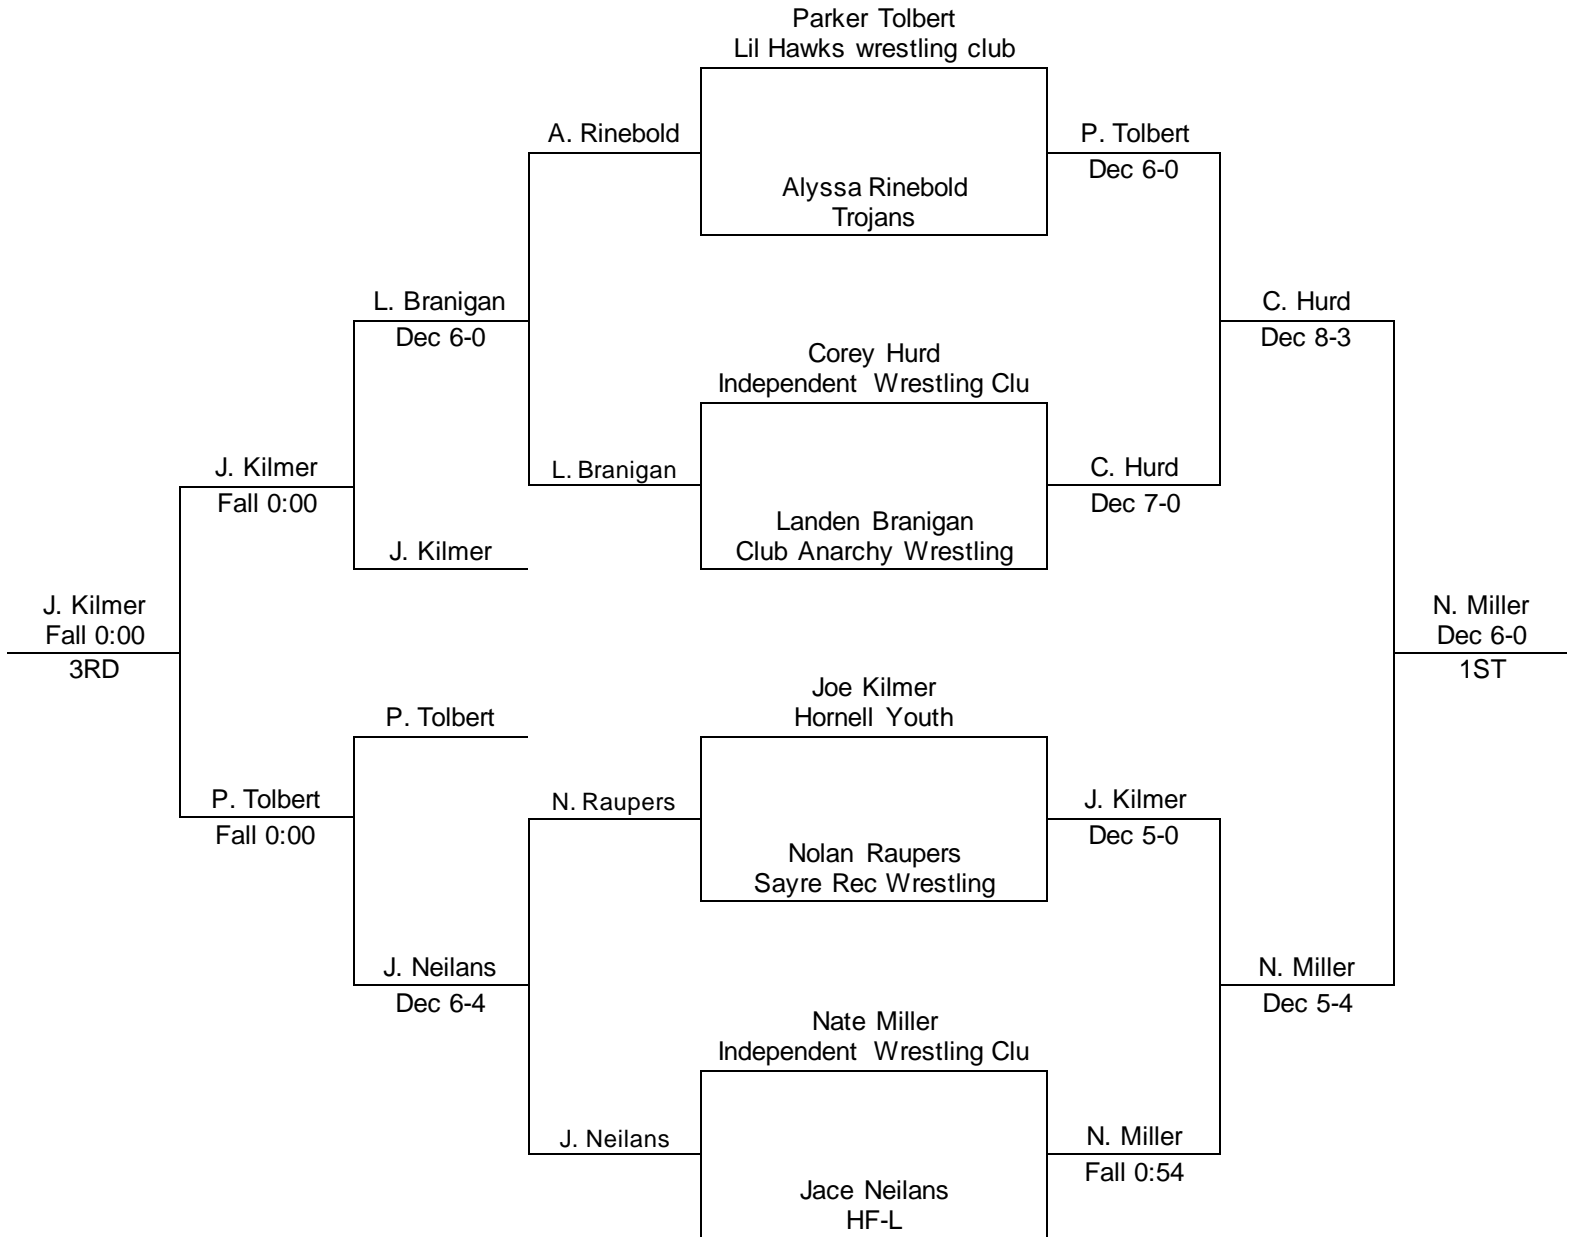 Parker Tolbert
Lil Hawks wrestling club
A. Rinebold
P. Tolbert
Dec 6-0
Alyssa Rinebold
Trojans
L. Branigan
Dec 6-0
C. Hurd
Dec 8-3
Corey Hurd
Independent Wrestling Clu
J. Kilmer
Fall 0:00
L. Branigan
C. Hurd
Dec 7-0
Landen Branigan
Club Anarchy Wrestling
J. Kilmer
J. Kilmer
Fall 0:00
3RD
N. Miller
Dec 6-0
1ST
Joe Kilmer
Hornell Youth
P. Tolbert
P. Tolbert
Fall 0:00
N. Raupers
J. Kilmer
Dec 5-0
Nolan Raupers
Sayre Rec Wrestling
J. Neilans
Dec 6-4
N. Miller
Dec 5-4
Nate Miller
Independent Wrestling Clu
J. Neilans
N. Miller
Fall 0:54
Jace Neilans
HF-L